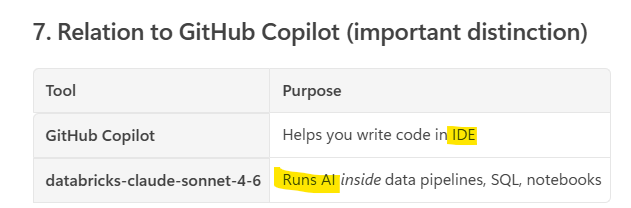 7. Relation to GitHub Copilot (important distinction)
Tool Purpose
GitHub Copilot Helps you write code in IDE
databricks-claude-sonnet-4-6 Runs AI inside data pipelines, SQL, notebooks